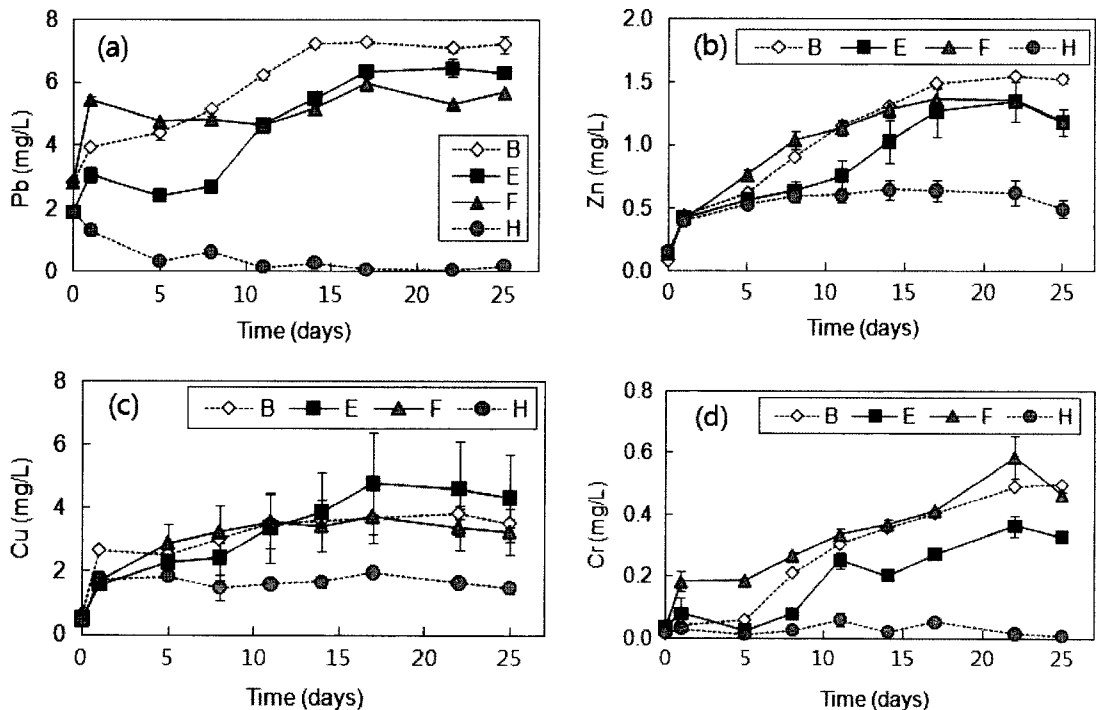 (a)
Pb (mg/L)
8
6
4
2
0
B
E
F
H
0 5 10 15 20 25
Time (days)
(b)
B E F H
Zn (mg/L)
2.0
1.5
1.0
0.5
0.0
0 5 10 15 20 25
Time (days)
(c)
B E F H
Cu (mg/L)
8
6
4
2
0
0 5 10 15 20 25
Time (days)
(d)
B E F H
Cr (mg/L)
0.8
0.6
0.4
0.2
0.0
0 5 10 15 20 25
Time (days)